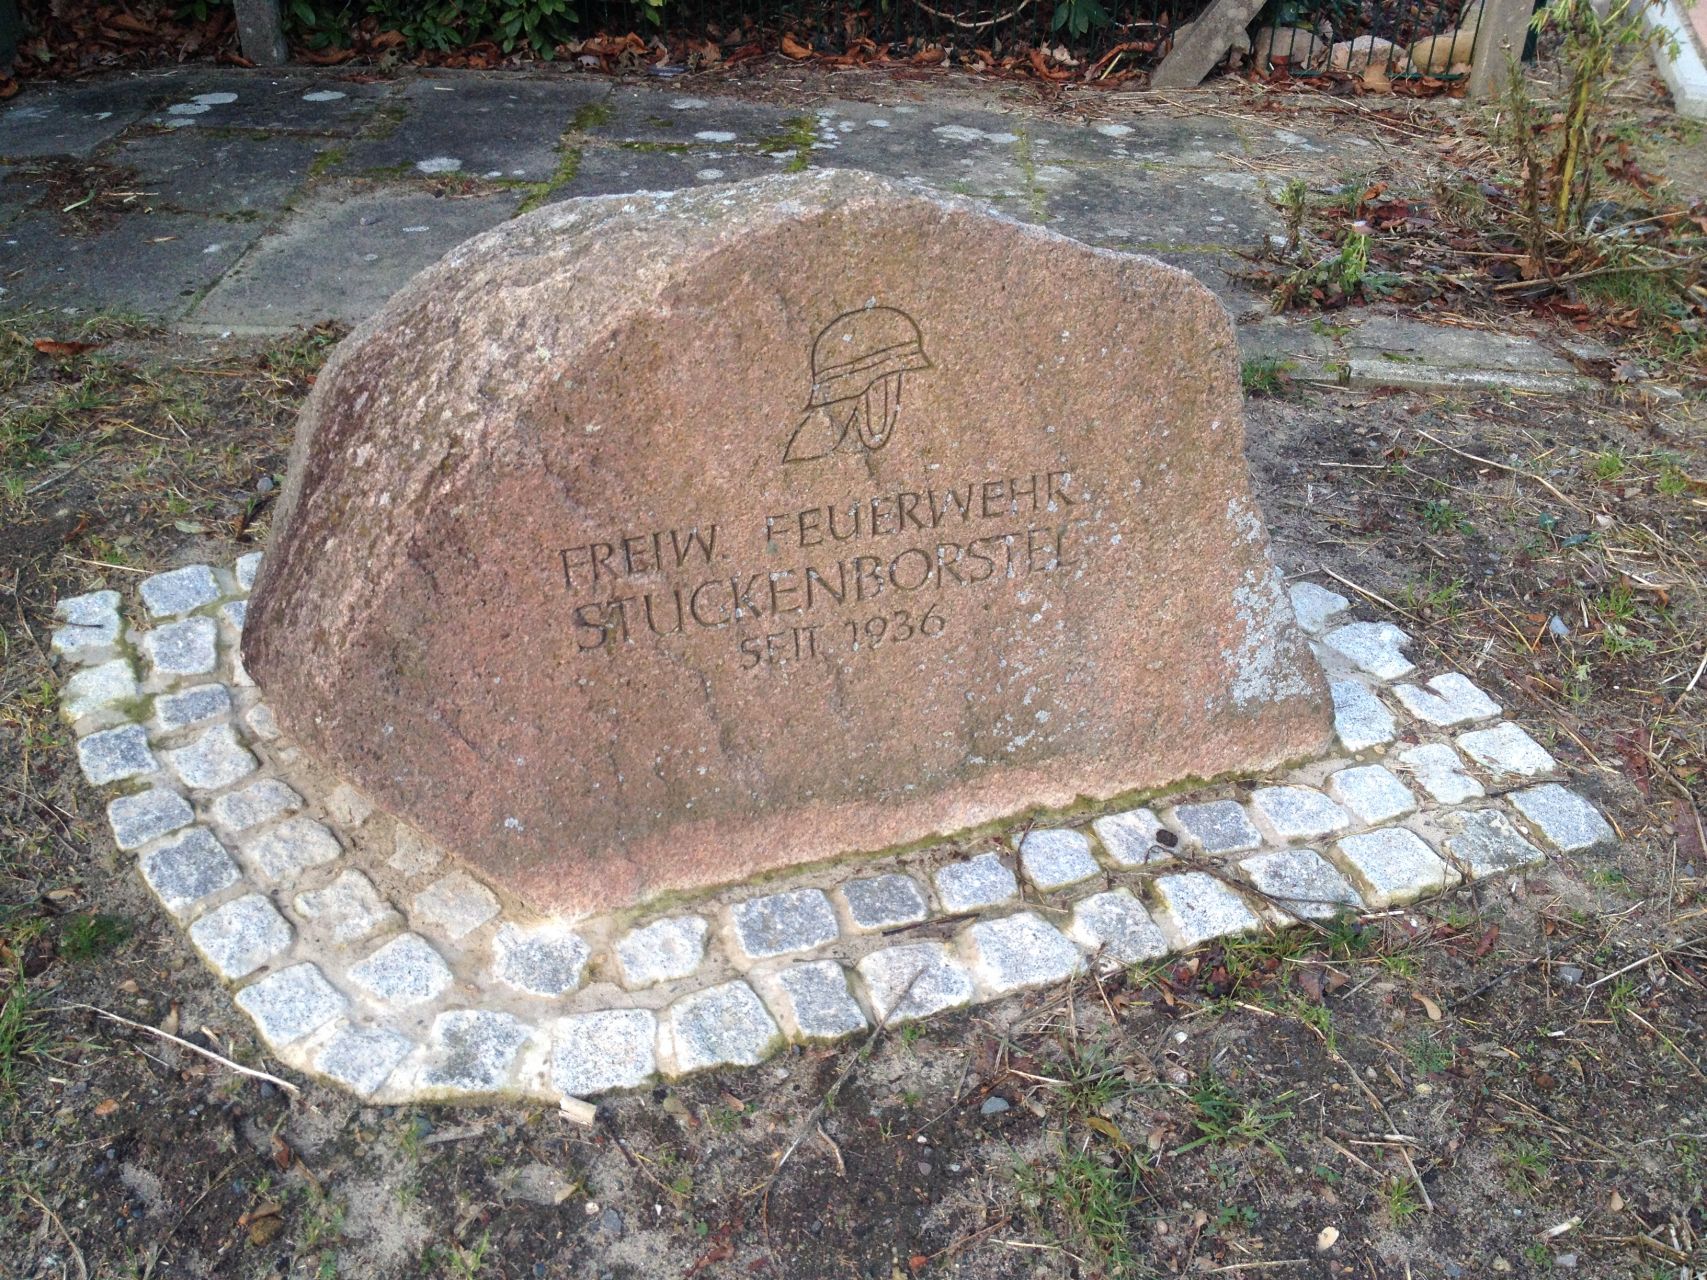 FREIW. FEUERWEHR
STUCKENBORSTEL
SEIT 1936